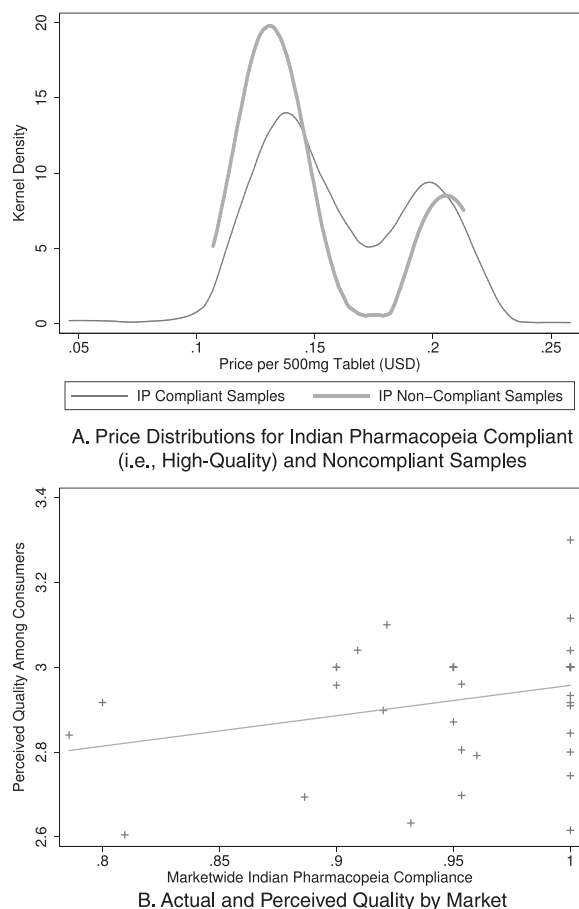 20
15
Kernel Density
10
5
0
.05 .1 .15 .2 .25
Price per 500mg Tablet (USD)
IP Compliant Samples IP Non−Compliant Samples
A. Price Distributions for Indian Pharmacopeia Compliant
(i.e., High-Quality) and Noncompliant Samples
3.4
3.2
Perceived Quality Among Consumers
3
2.8
2.6
.8 .85 .9 .95 1
Marketwide Indian Pharmacopeia Compliance
B. Actual and Perceived Quality by Market